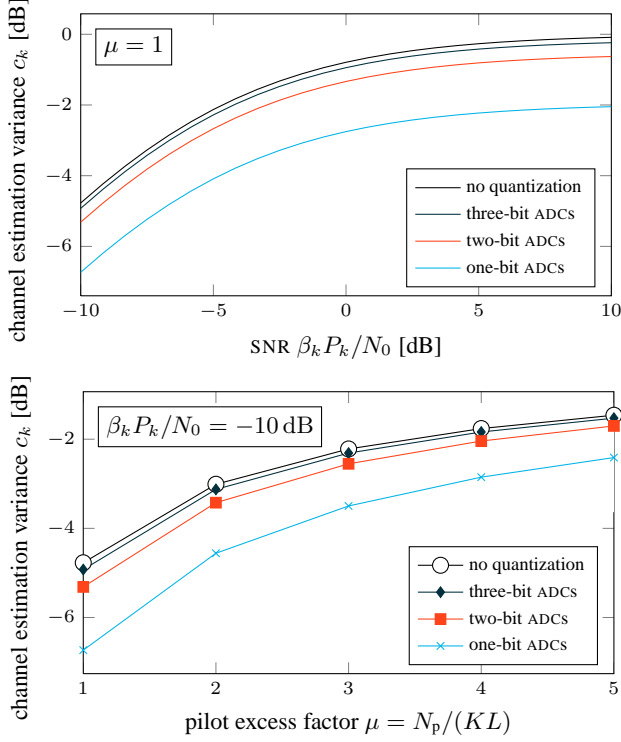 channel estimation variance c_k [dB]
μ = 1
0
−2
−4
−6
no quantization
three-bit ADCs
two-bit ADCs
one-bit ADCs
−10 −5 0 5 10
SNR β_k P_k/N_0 [dB]
channel estimation variance c_k [dB]
β_k P_k/N_0 = −10 dB
−2
−4
−6
no quantization
three-bit ADCs
two-bit ADCs
one-bit ADCs
1 2 3 4 5
pilot excess factor μ = N_p/(KL)